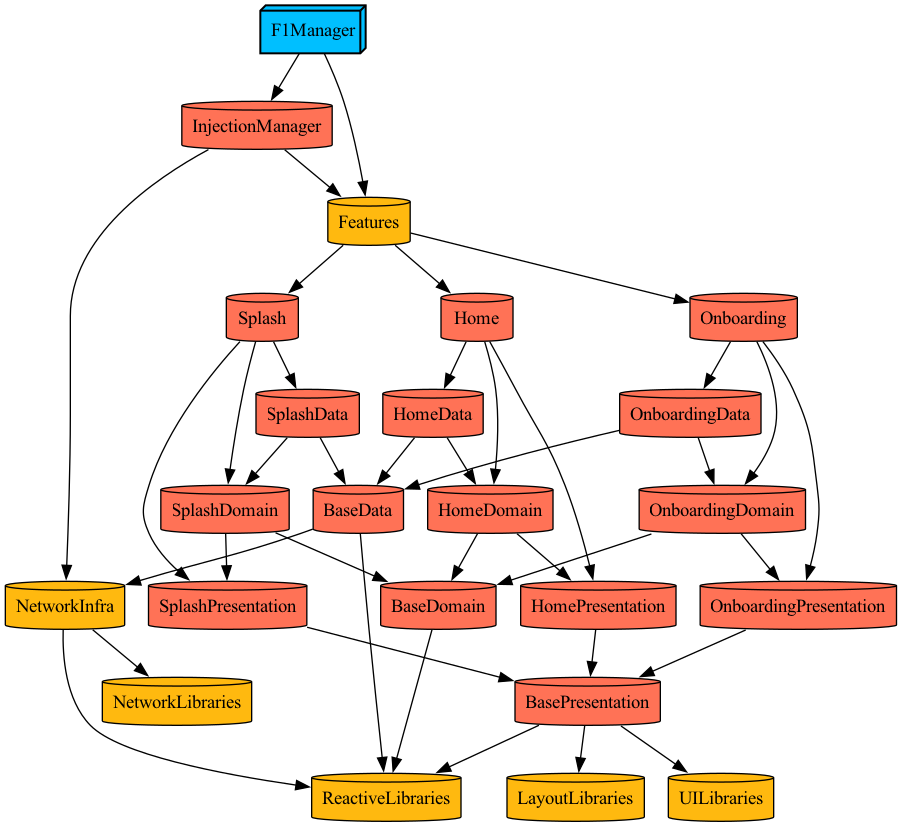 F1Manager
InjectionManager
Features
Splash
Home
Onboarding
SplashData
HomeData
OnboardingData
SplashDomain
BaseData
HomeDomain
OnboardingDomain
NetworkInfra
SplashPresentation
BaseDomain
HomePresentation
OnboardingPresentation
NetworkLibraries
BasePresentation
ReactiveLibraries
LayoutLibraries
UILibraries